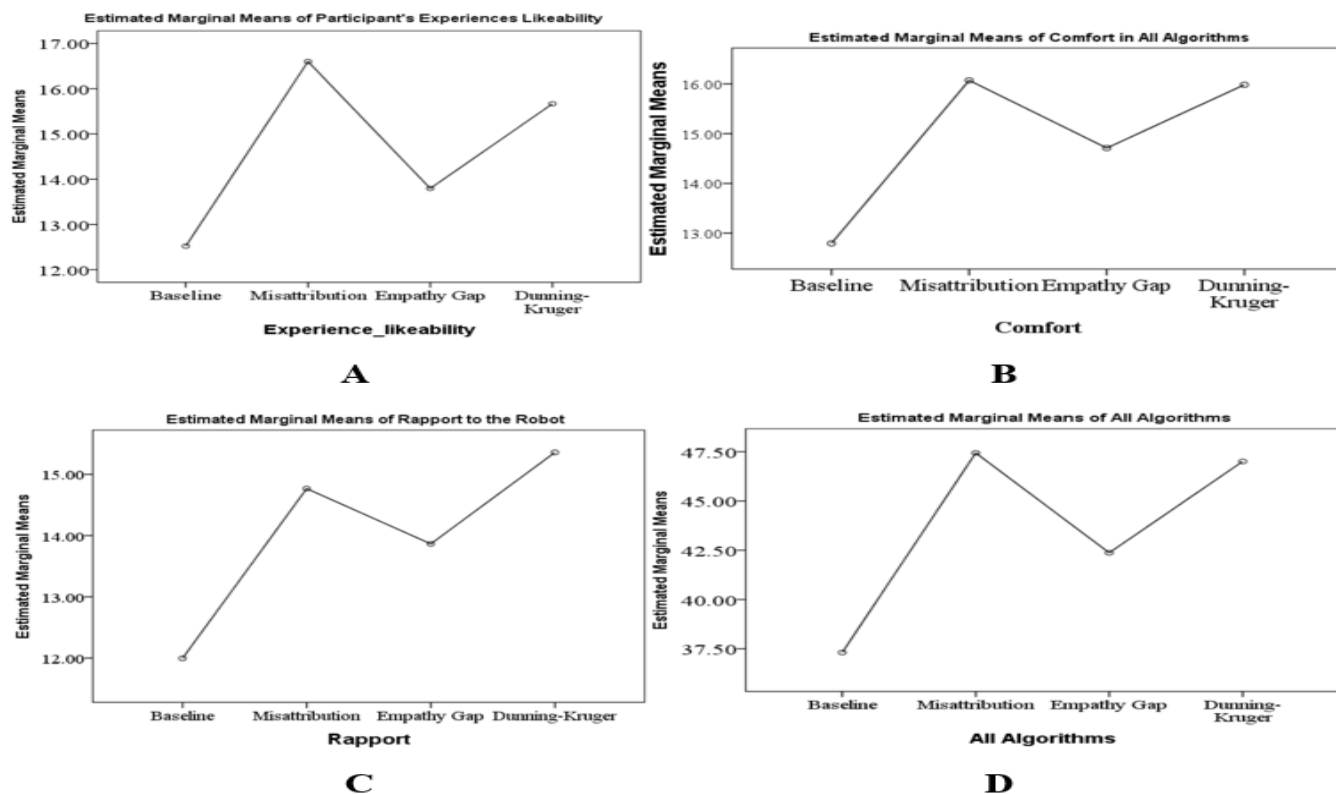 Estimated Marginal Means of Participant's Experiences Likeability
Estimated Marginal Means
17.00
16.00
15.00
14.00
13.00
12.00
Baseline Misattribution Empathy Gap Dunning-
Kruger
Experience_likeability
A
Estimated Marginal Means of Comfort in All Algorithms
Estimated Marginal Means
16.00
15.00
14.00
13.00
Baseline Misattribution Empathy Gap Dunning-
Kruger
Comfort
B
Estimated Marginal Means of Rapport to the Robot
Estimated Marginal Means
15.00
14.00
13.00
12.00
Baseline Misattribution Empathy Gap Dunning-Kruger
Rapport
C
Estimated Marginal Means of All Algorithms
Estimated Marginal Means
47.50
45.00
42.50
40.00
37.50
Baseline Misattribution Empathy Gap Dunning-
Kruger
All Algorithms
D